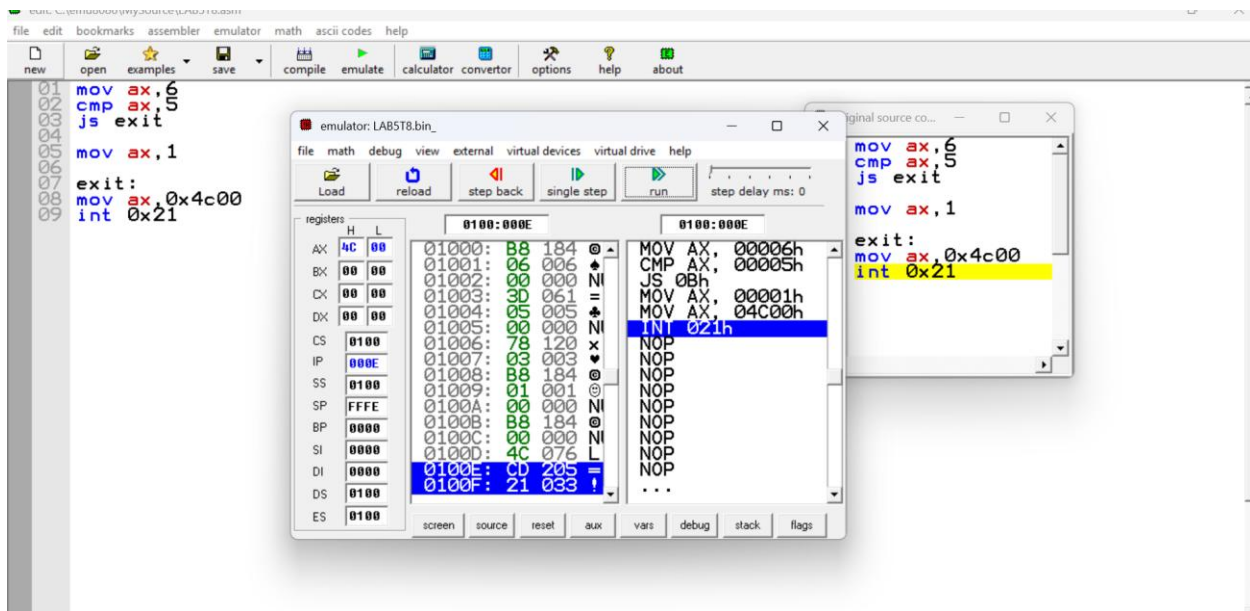 edit: C:\emu8086\MySource\LAB5T8.asm
file edit bookmarks assembler emulator math ascii codes help
new open examples save compile emulate calculator convertor options help about
01 mov ax,6
02 cmp ax,5
03 js exit
04
05 mov ax,1
06
07 exit:
08 mov ax,0x4c00
09 int 0x21
emulator: LAB5T8.bin_
file math debug view external virtual devices virtual drive help
Load reload step back single step run step delay ms: 0
registers
H L
AX 4C 00
BX 00 00
CX 00 00
DX 00 00
CS 0100
IP 000E
SS 0100
SP FFFE
BP 0000
SI 0000
DI 0000
DS 0100
ES 0100
0100:000E
01000: B8 184
01001: 06 006 ♠
01002: 00 000 NU
01003: 3D 061 =
01004: 05 005 ♣
01005: 00 000 NU
01006: 78 120 x
01007: 03 003 ♥
01008: B8 184
01009: 01 001 ☺
0100A: 00 000 NU
0100B: B8 184
0100C: 00 000 NU
0100D: 4C 076 L
0100E: CD 205 =
0100F: 21 033 !
0100:000E
MOV AX, 00006h
CMP AX, 00005h
JS 0Bh
MOV AX, 00001h
MOV AX, 04C00h
INT 021h
NOP
NOP
NOP
NOP
NOP
NOP
NOP
NOP
...
screen source reset aux vars debug stack flags
original source co...
mov ax,6
cmp ax,5
js exit
mov ax,1
exit:
mov ax,0x4c00
int 0x21